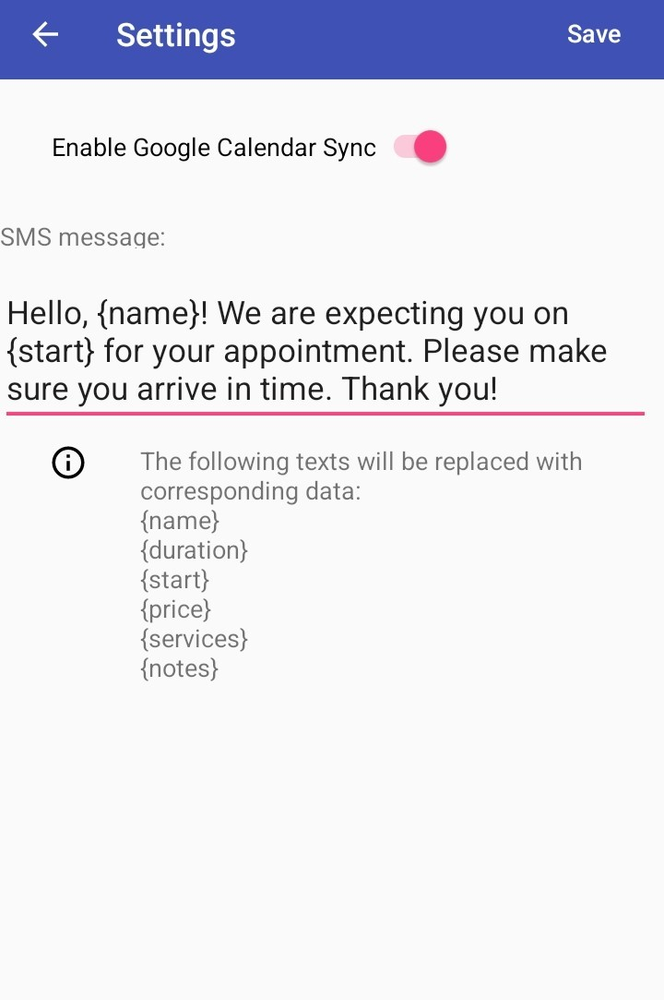 Settings
Save
Enable Google Calendar Sync
SMS message:
Hello, {name}! We are expecting you on
{start} for your appointment. Please make
sure you arrive in time. Thank you!
The following texts will be replaced with
corresponding data:
{name}
{duration}
{start}
{price}
{services}
{notes}